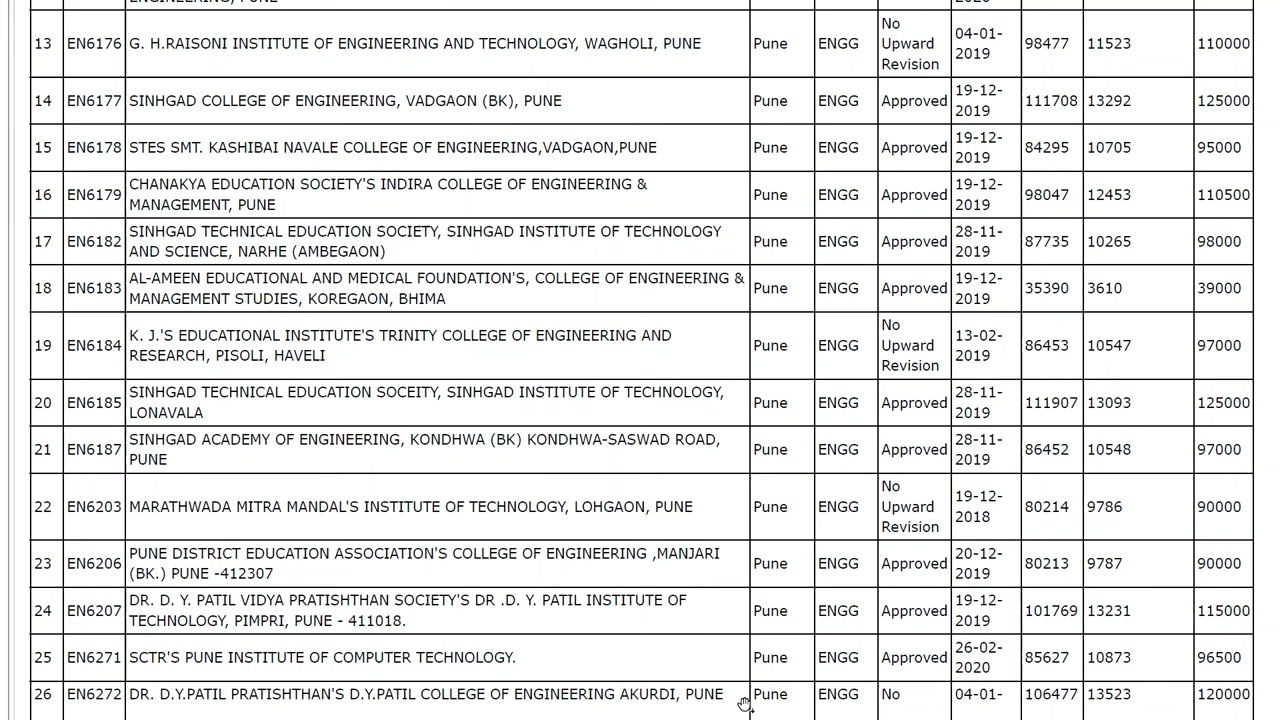 ENGINEERING, PUNE 2020
13 EN6176 G. H.RAISONI INSTITUTE OF ENGINEERING AND TECHNOLOGY, WAGHOLI, PUNE Pune ENGG No Upward Revision 04-01-2019 98477 11523 110000
14 EN6177 SINHGAD COLLEGE OF ENGINEERING, VADGAON (BK), PUNE Pune ENGG Approved 19-12-2019 111708 13292 125000
15 EN6178 STES SMT. KASHIBAI NAVALE COLLEGE OF ENGINEERING,VADGAON,PUNE Pune ENGG Approved 19-12-2019 84295 10705 95000
16 EN6179 CHANAKYA EDUCATION SOCIETY'S INDIRA COLLEGE OF ENGINEERING &
MANAGEMENT, PUNE Pune ENGG Approved 19-12-2019 98047 12453 110500
17 EN6182 SINHGAD TECHNICAL EDUCATION SOCIETY, SINHGAD INSTITUTE OF TECHNOLOGY
AND SCIENCE, NARHE (AMBEGAON) Pune ENGG Approved 28-11-2019 87735 10265 98000
18 EN6183 AL-AMEEN EDUCATIONAL AND MEDICAL FOUNDATION'S, COLLEGE OF ENGINEERING &
MANAGEMENT STUDIES, KOREGAON, BHIMA Pune ENGG Approved 19-12-2019 35390 3610 39000
19 EN6184 K. J.'S EDUCATIONAL INSTITUTE'S TRINITY COLLEGE OF ENGINEERING AND
RESEARCH, PISOLI, HAVELI Pune ENGG No Upward Revision 13-02-2019 86453 10547 97000
20 EN6185 SINHGAD TECHNICAL EDUCATION SOCEITY, SINHGAD INSTITUTE OF TECHNOLOGY,
LONAVALA Pune ENGG Approved 28-11-2019 111907 13093 125000
21 EN6187 SINHGAD ACADEMY OF ENGINEERING, KONDHWA (BK) KONDHWA-SASWAD ROAD,
PUNE Pune ENGG Approved 28-11-2019 86452 10548 97000
22 EN6203 MARATHWADA MITRA MANDAL'S INSTITUTE OF TECHNOLOGY, LOHGAON, PUNE Pune ENGG No Upward Revision 19-12-2018 80214 9786 90000
23 EN6206 PUNE DISTRICT EDUCATION ASSOCIATION'S COLLEGE OF ENGINEERING ,MANJARI
(BK.) PUNE -412307 Pune ENGG Approved 20-12-2019 80213 9787 90000
24 EN6207 DR. D. Y. PATIL VIDYA PRATISHTHAN SOCIETY'S DR .D. Y. PATIL INSTITUTE OF
TECHNOLOGY, PIMPRI, PUNE - 411018. Pune ENGG Approved 19-12-2019 101769 13231 115000
25 EN6271 SCTR'S PUNE INSTITUTE OF COMPUTER TECHNOLOGY. Pune ENGG Approved 26-02-2020 85627 10873 96500
26 EN6272 DR. D.Y.PATIL PRATISHTHAN'S D.Y.PATIL COLLEGE OF ENGINEERING AKURDI, PUNE Pune ENGG No 04-01- 106477 13523 120000